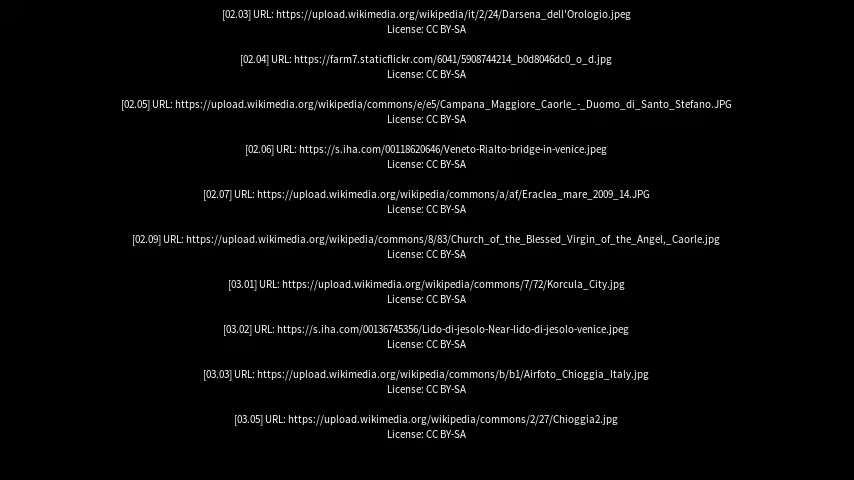 [02.03] URL: https://upload.wikimedia.org/wikipedia/it/2/24/Darsena_dell'Orologio.jpeg
License: CC BY-SA
[02.04] URL: https://farm7.staticflickr.com/6041/5908744214_b0d8046dc0_o_d.jpg
License: CC BY-SA
[02.05] URL: https://upload.wikimedia.org/wikipedia/commons/e/e5/Campana_Maggiore_Caorle_-_Duomo_di_Santo_Stefano.JPG
License: CC BY-SA
[02.06] URL: https://s.iha.com/00118620646/Veneto-Rialto-bridge-in-venice.jpeg
License: CC BY-SA
[02.07] URL: https://upload.wikimedia.org/wikipedia/commons/a/af/Eraclea_mare_2009_14.JPG
License: CC BY-SA
[02.09] URL: https://upload.wikimedia.org/wikipedia/commons/8/83/Church_of_the_Blessed_Virgin_of_the_Angel,_Caorle.jpg
License: CC BY-SA
[03.01] URL: https://upload.wikimedia.org/wikipedia/commons/7/72/Korcula_City.jpg
License: CC BY-SA
[03.02] URL: https://s.iha.com/00136745356/Lido-di-jesolo-Near-lido-di-jesolo-venice.jpeg
License: CC BY-SA
[03.03] URL: https://upload.wikimedia.org/wikipedia/commons/b/b1/Airfoto_Chioggia_Italy.jpg
License: CC BY-SA
[03.05] URL: https://upload.wikimedia.org/wikipedia/commons/2/27/Chioggia2.jpg
License: CC BY-SA